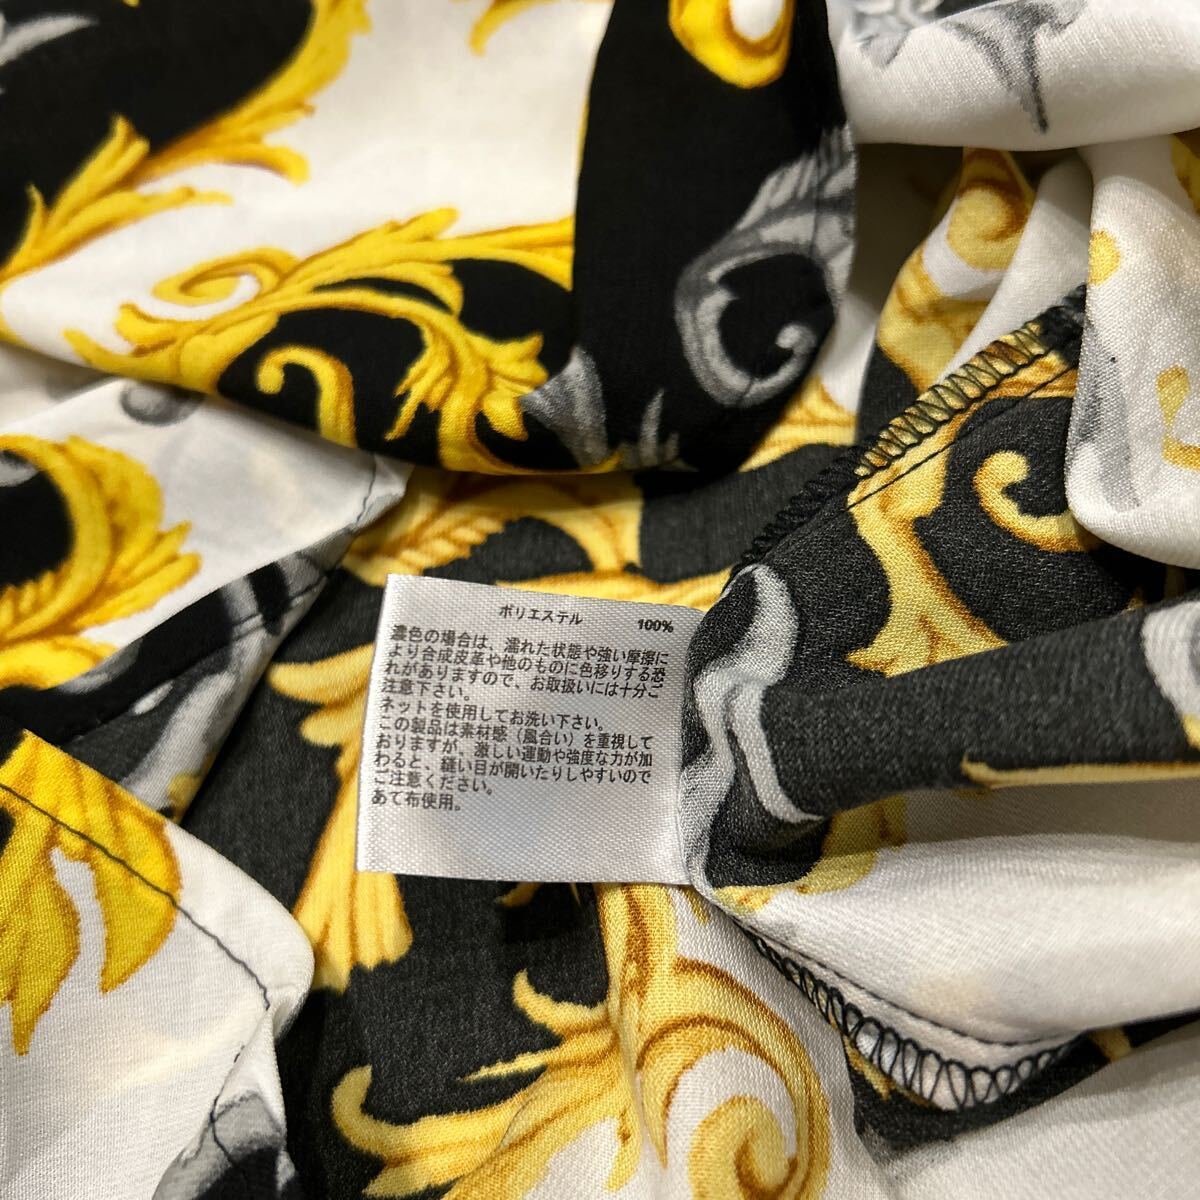 ポリエステル 100%
濃色の場合は、濡れた状態や強い摩擦に
より合成皮革や他のものに色移りする恐
れがありますので、お取扱いには十分ご
注意下さい。
ネットを使用してお洗い下さい。
この製品は素材感（風合い）を重視して
おりますが、激しい運動や強度な力が加
わると、縫い目が開いたりしやすいので
ご注意ください。
あて布使用。